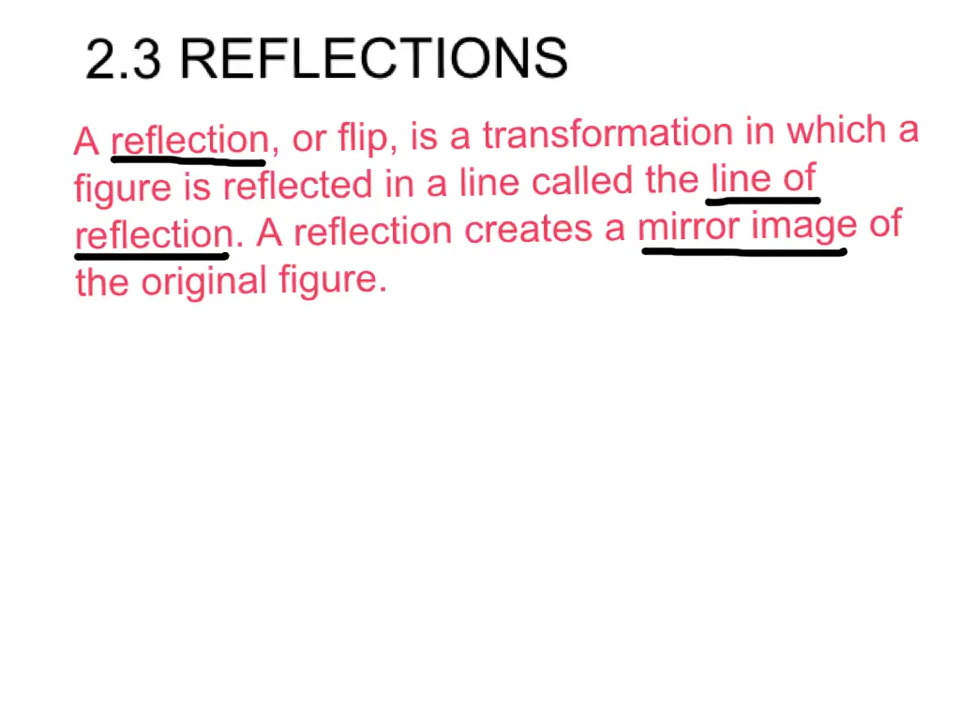 2.3 REFLECTIONS
A reflection, or flip, is a transformation in which a
figure is reflected in a line called the line of
reflection. A reflection creates a mirror image of
the original figure.